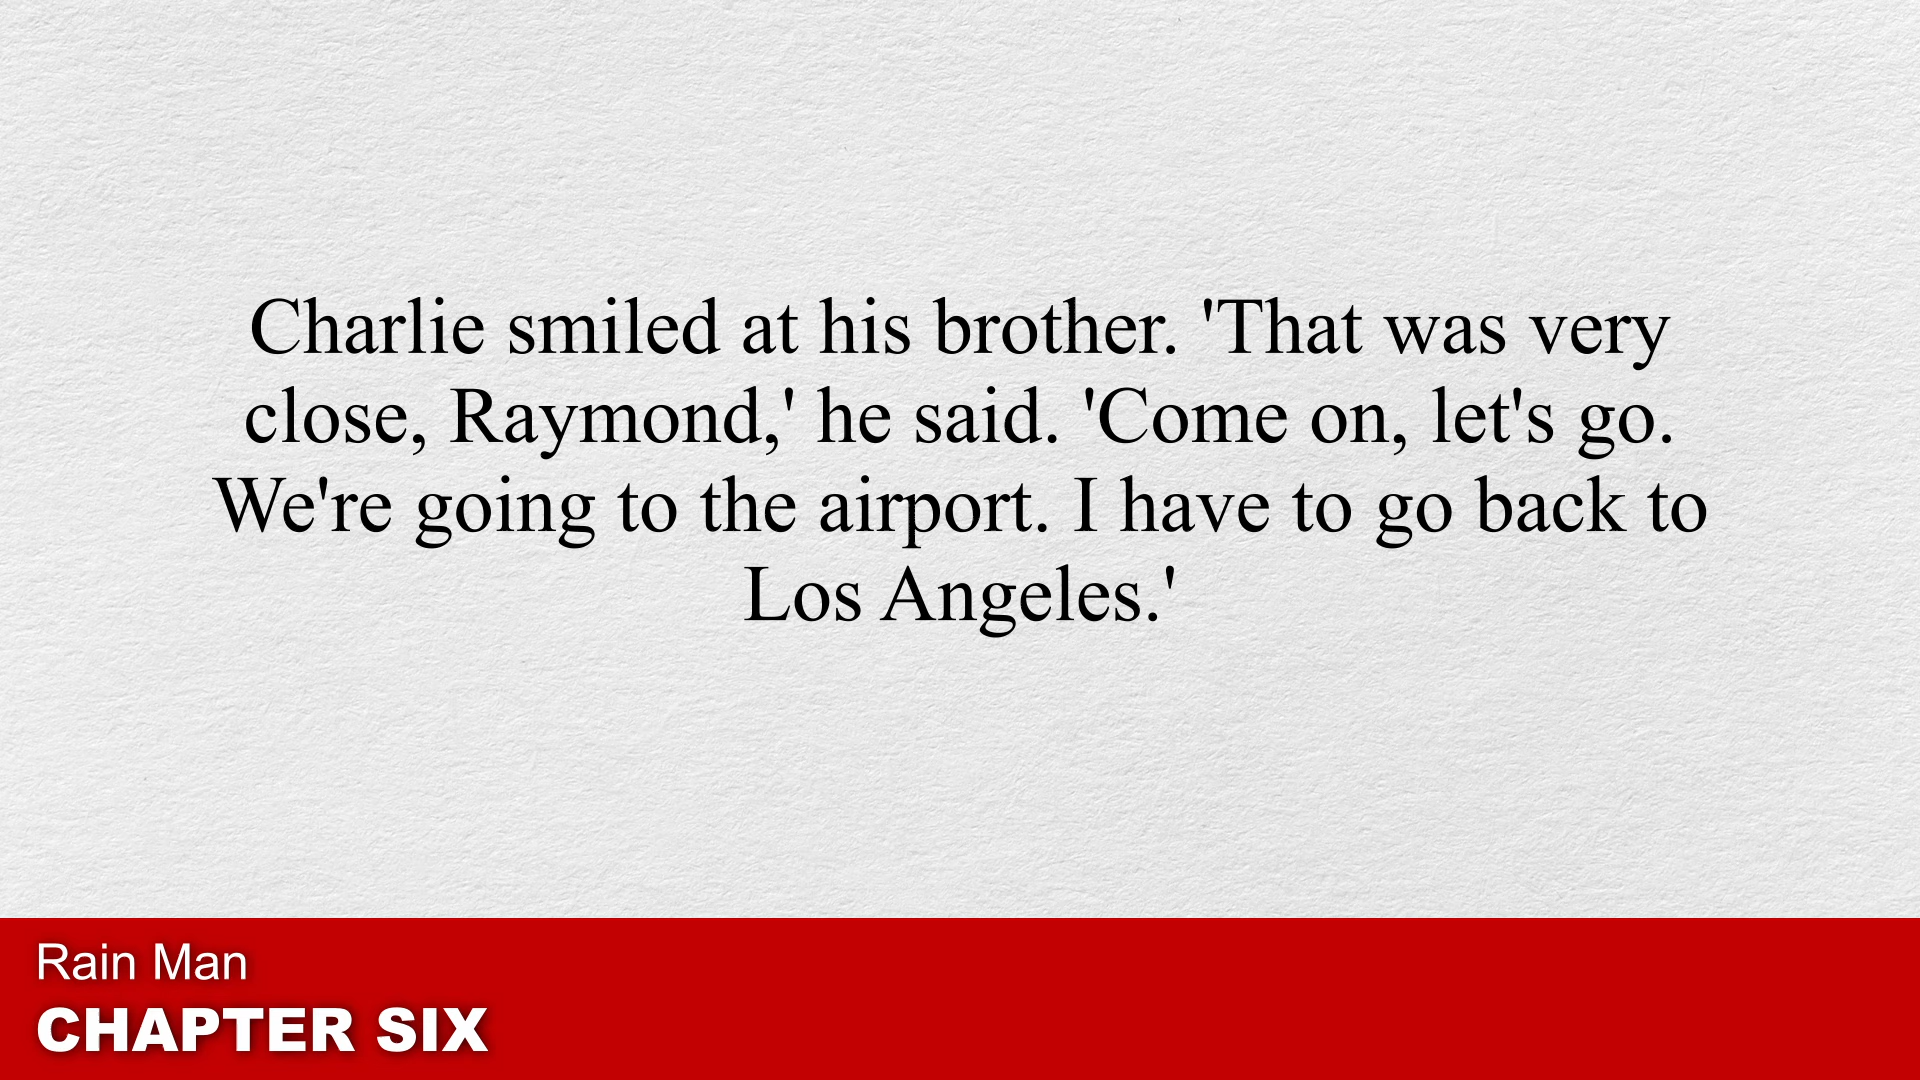 Charlie smiled at his brother. 'That was very
close, Raymond,' he said. 'Come on, let's go.
We're going to the airport. I have to go back to
Los Angeles.'
Rain Man
CHAPTER SIX